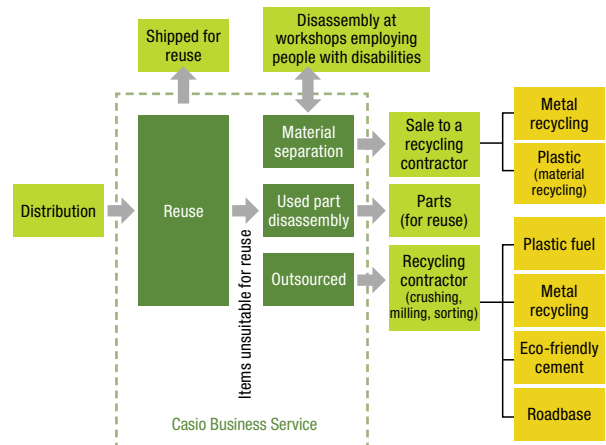 Shipped for
reuse
Disassembly at
workshops employing
people with disabilities
Distribution
Reuse
Items unsuitable for reuse
Material
separation
Used part
disassembly
Outsourced
Casio Business Service
Sale to a
recycling
contractor
Parts
(for reuse)
Recycling
contractor
(crushing,
milling, sorting)
Metal
recycling
Plastic
(material
recycling)
Plastic fuel
Metal
recycling
Eco-friendly
cement
Roadbase